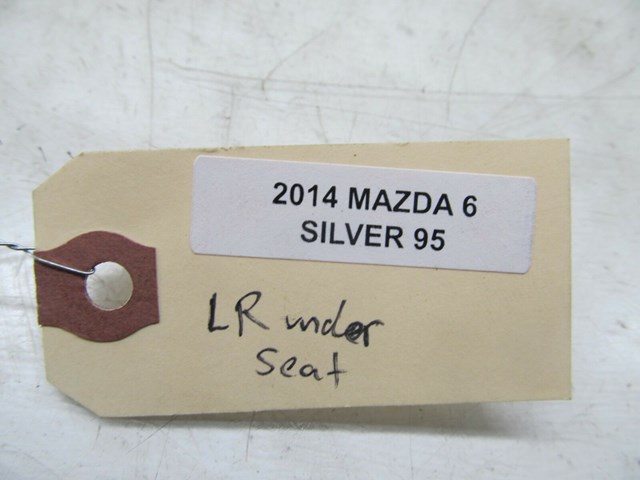 2014 MAZDA 6
SILVER 95
LR under
Seat